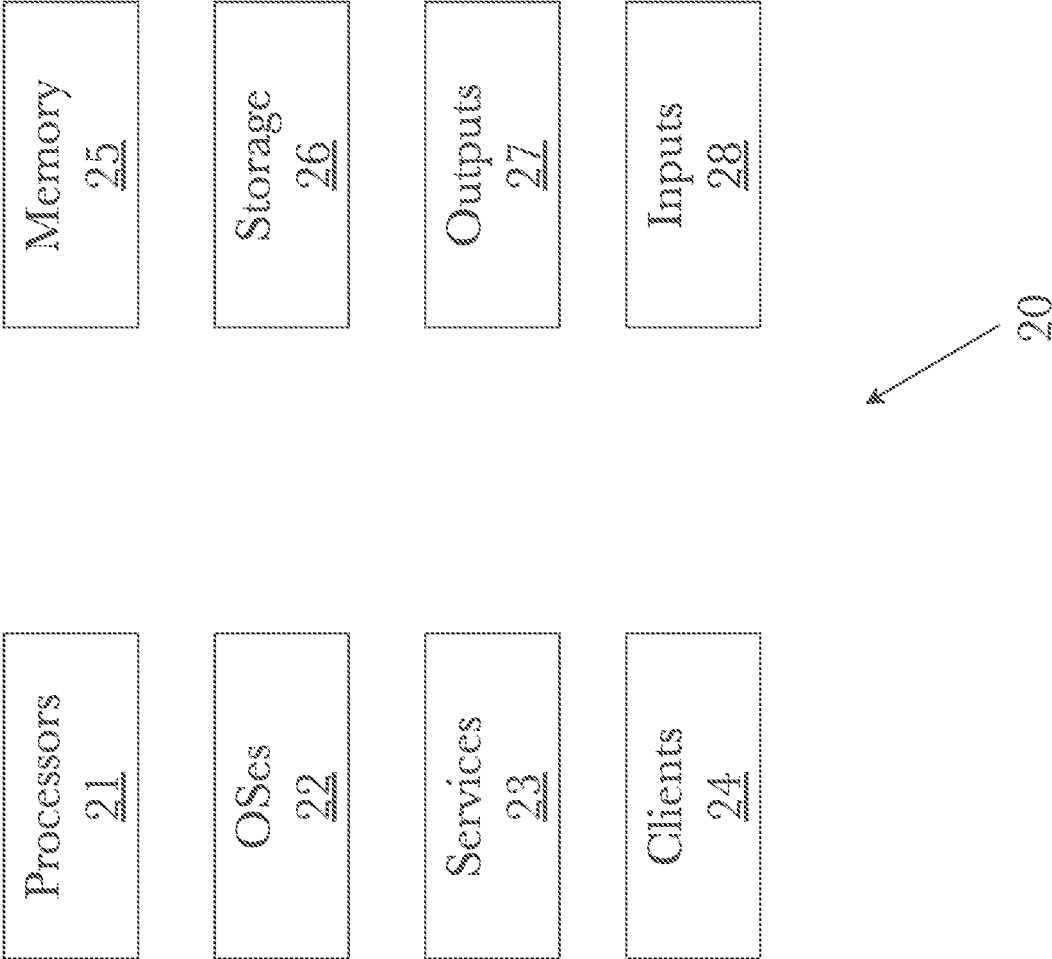 Processors
21
OSes
22
Services
23
Clients
24
Memory
25
Storage
26
Outputs
27
Inputs
28
20